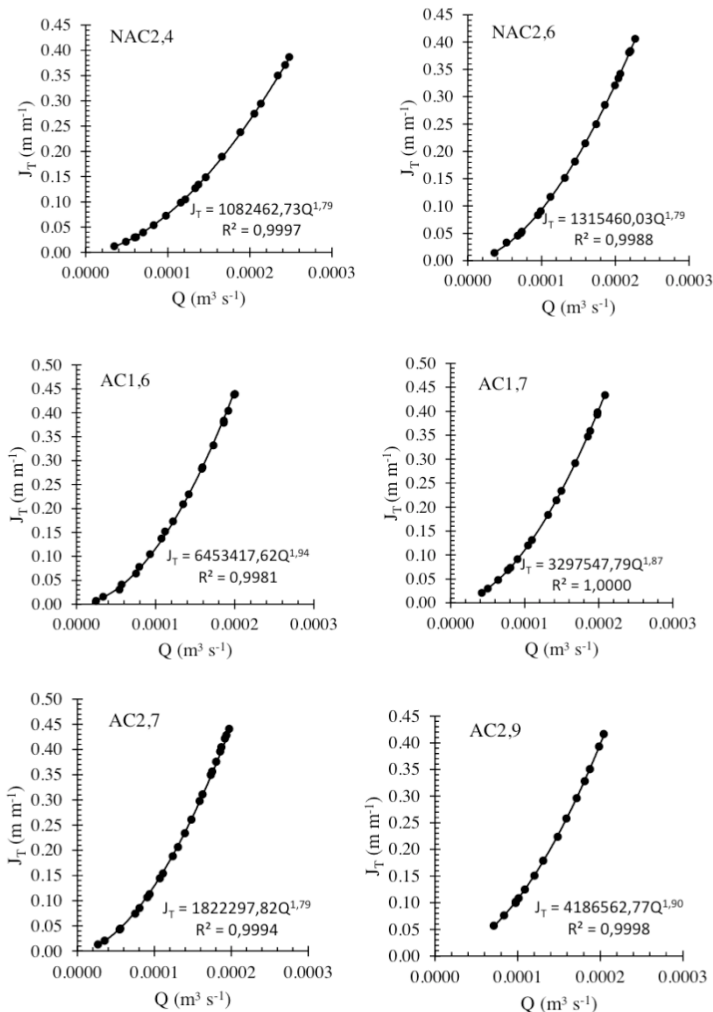 NAC2,4
0.45
0.40
0.35
0.30
0.25
0.20
0.15
0.10
0.05
0.00
J_T (m m⁻¹)
J_T = 1082462,73Q^1,79
R² = 0,9997
0.0000 0.0001 0.0002 0.0003
Q (m³ s⁻¹)
NAC2,6
0.45
0.40
0.35
0.30
0.25
0.20
0.15
0.10
0.05
0.00
J_T (m m⁻¹)
J_T = 1315460,03Q^1,79
R² = 0,9988
0.0000 0.0001 0.0002 0.0003
Q (m³ s⁻¹)
AC1,6
0.50
0.45
0.40
0.35
0.30
0.25
0.20
0.15
0.10
0.05
0.00
J_T (m m⁻¹)
J_T = 6453417,62Q^1,94
R² = 0,9981
0.0000 0.0001 0.0002 0.0003
Q (m³ s⁻¹)
AC1,7
0.50
0.45
0.40
0.35
0.30
0.25
0.20
0.15
0.10
0.05
0.00
J_T (m m⁻¹)
J_T = 3297547,79Q^1,87
R² = 1,0000
0.0000 0.0001 0.0002 0.0003
Q (m³ s⁻¹)
AC2,7
0.50
0.45
0.40
0.35
0.30
0.25
0.20
0.15
0.10
0.05
0.00
J_T (m m⁻¹)
J_T = 1822297,82Q^1,79
R² = 0,9994
0.0000 0.0001 0.0002 0.0003
Q (m³ s⁻¹)
AC2,9
0.45
0.40
0.35
0.30
0.25
0.20
0.15
0.10
0.05
0.00
J_T (m m⁻¹)
J_T = 4186562,77Q^1,90
R² = 0,9998
0.0000 0.0001 0.0002 0.0003
Q (m³ s⁻¹)